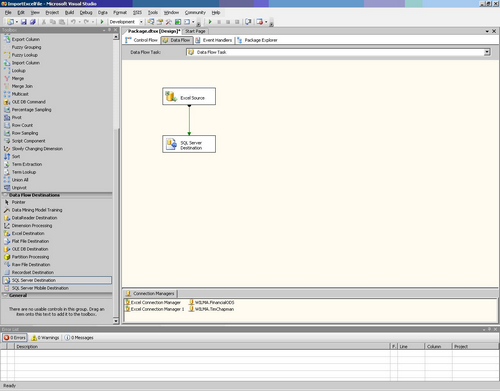 ImportExcelFile - Microsoft Visual Studio
File Edit View Project Build Debug Data Format SSIS Tools Window Community Help
Development
Toolbox
Export Column
Fuzzy Grouping
Fuzzy Lookup
Import Column
Lookup
Merge
Merge Join
Multicast
OLE DB Command
Percentage Sampling
Pivot
Row Count
Row Sampling
Script Component
Slowly Changing Dimension
Sort
Term Extraction
Term Lookup
Union All
Unpivot
Data Flow Destinations
Pointer
Data Mining Model Training
DataReader Destination
Dimension Processing
Excel Destination
Flat File Destination
OLE DB Destination
Partition Processing
Raw File Destination
Recordset Destination
SQL Server Destination
SQL Server Mobile Destination
General
There are no usable controls in this group. Drag an item onto this text to add it to the toolbox.
Package.dtsx [Design]* Start Page
Control Flow Data Flow Event Handlers Package Explorer
Data Flow Task: Data Flow Task
Excel Source
SQL Server
Destination
Connection Managers
Excel Connection Manager WILMA.FinancialODS
Excel Connection Manager 1 WILMA.TimChapman
Error List
0 Errors 0 Warnings 0 Messages
Description F. Line Column Project
Ready